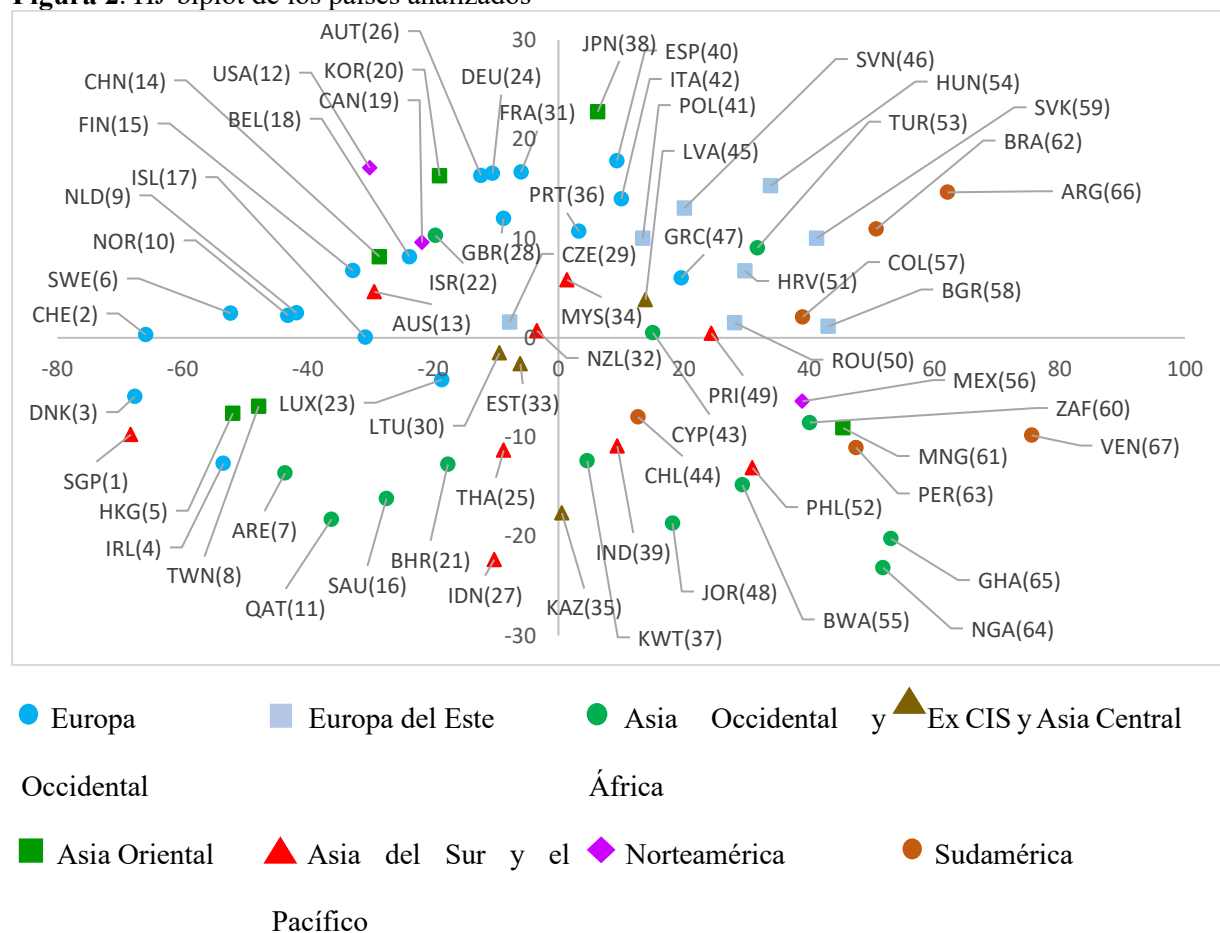 Figura 2. HJ-biplot de los países analizados
30
AUT(26)
JPN(38)
ESP(40)
SVN(46)
USA(12)
KOR(20)
DEU(24)
ITA(42)
HUN(54)
CHN(14)
CAN(19)
POL(41)
SVK(59)
FIN(15)
BEL(18)
FRA(31)
TUR(53)
20
BRA(62)
LVA(45)
ISL(17)
NLD(9)
PRT(36)
ARG(66)
NOR(10)
10
GRC(47)
GBR(28)
CZE(29)
COL(57)
SWE(6)
ISR(22)
HRV(51)
BGR(58)
CHE(2)
AUS(13)
MYS(34)
0
-80
-60
-40
-20
0
20
40
60
80
100
NZL(32)
ROU(50)
DNK(3)
LUX(23)
EST(33)
PRI(49)
MEX(56)
LTU(30)
-10
CYP(43)
ZAF(60)
VEN(67)
SGP(1)
MNG(61)
CHL(44)
HKG(5)
THA(25)
PER(63)
ARE(7)
PHL(52)
IRL(4)
-20
IND(39)
TWN(8)
BHR(21)
SAU(16)
GHA(65)
QAT(11)
IDN(27)
KAZ(35)
JOR(48)
BWA(55)
NGA(64)
-30
KWT(37)
Europa
Europa del Este
Asia Occidental y
Ex CIS y Asia Central
Occidental
África
Asia Oriental
Asia del Sur y el
Norteamérica
Sudamérica
Pacífico